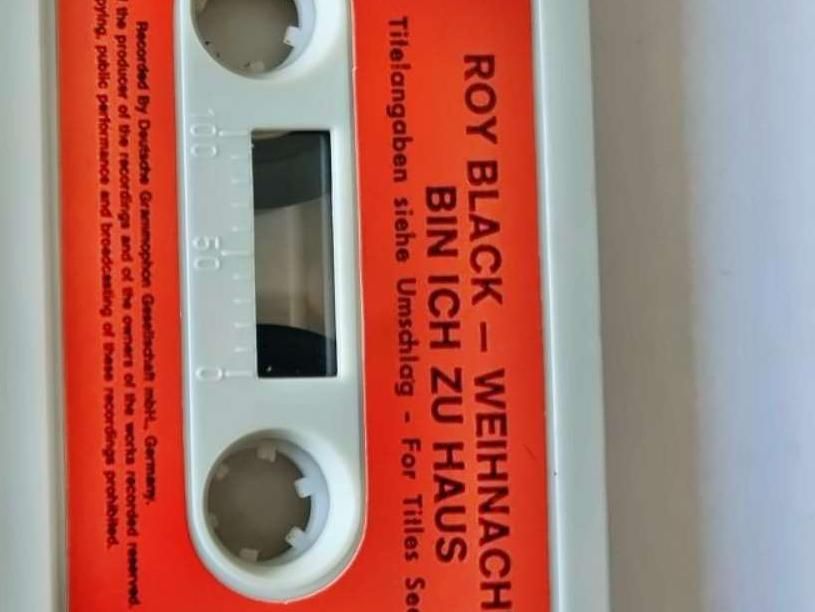 ROY BLACK – WEIHNACH
BIN ICH ZU HAUS
Titelangaben siehe Umschlag - For Titles See
100
50
0
Recorded By Deutsche Grammophon Gesellschaft mbH., Germany.
the producer of the recordings and of the owners of the works recorded reserved.
pying, public performance and broadcasting of these recordings prohibited.